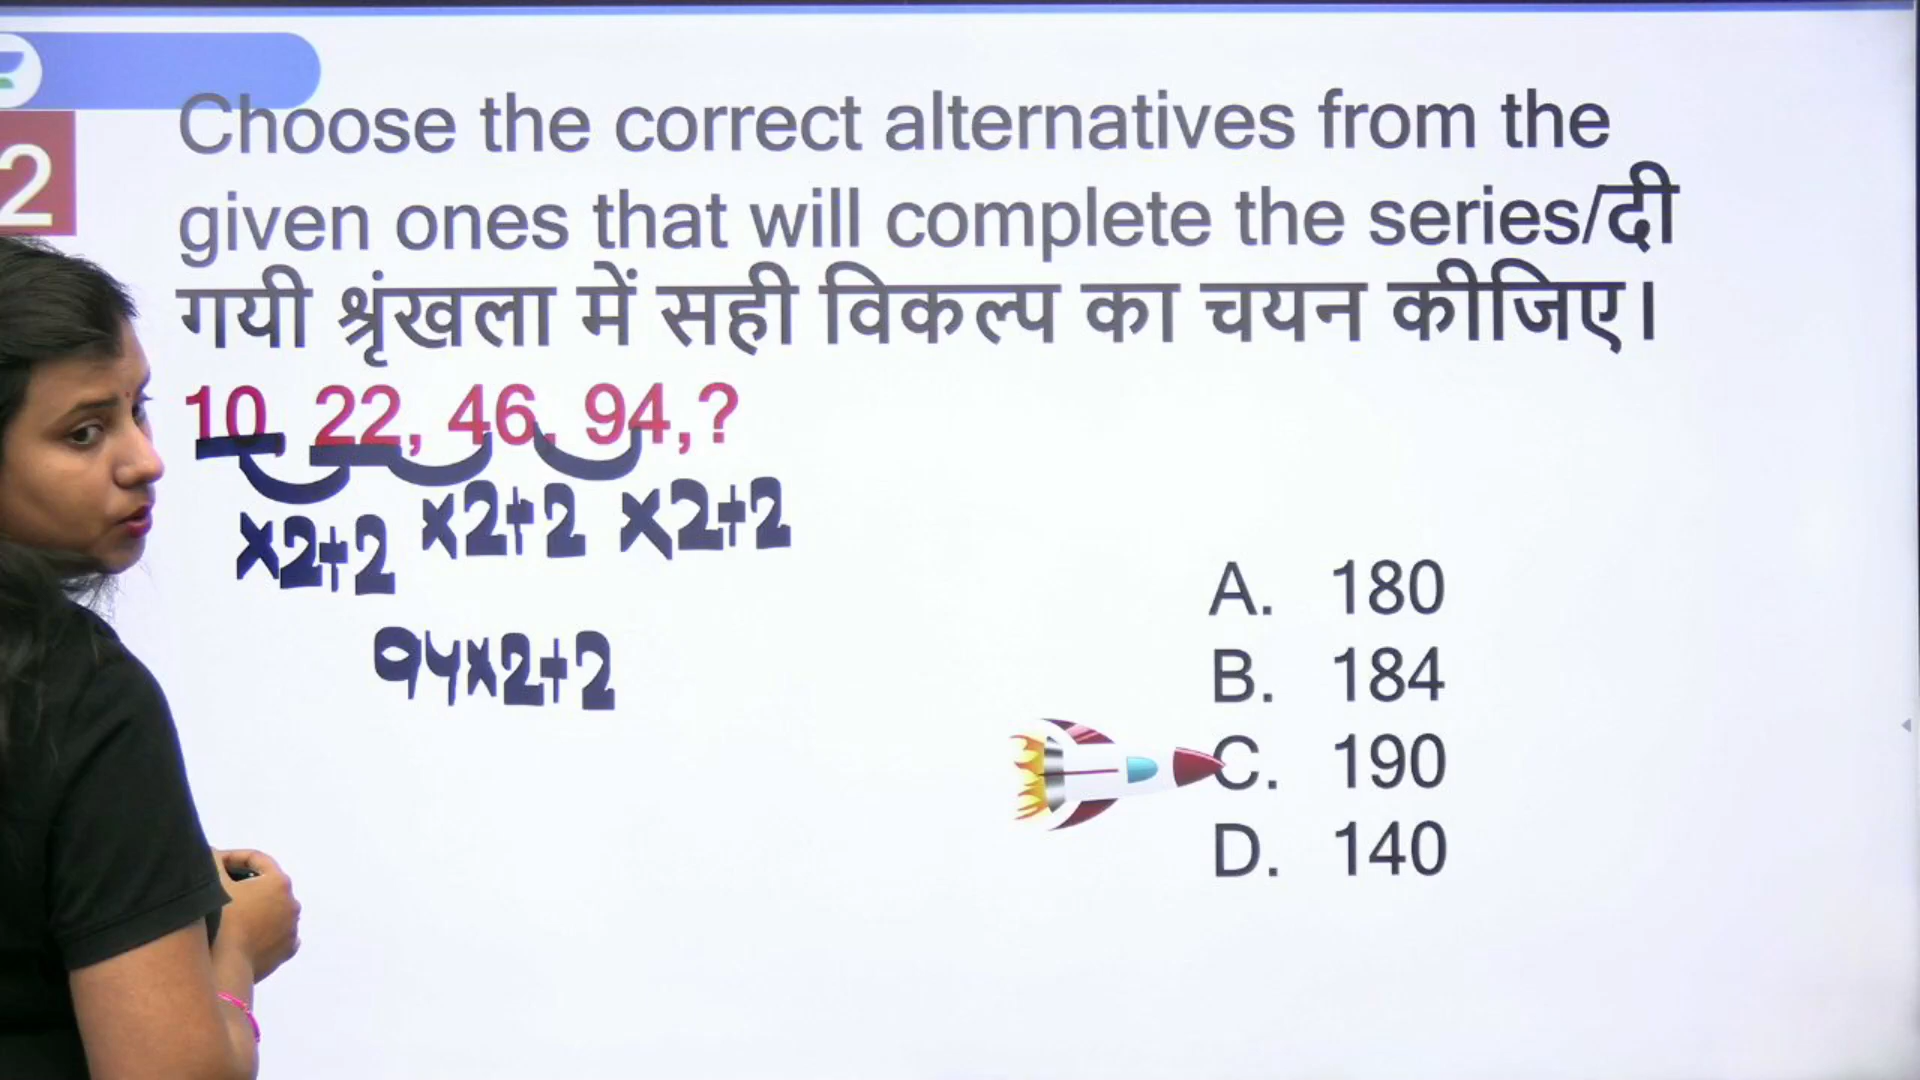 2
Choose the correct alternatives from the
given ones that will complete the series/दी
गयी श्रृंखला में सही विकल्प का चयन कीजिए।
10, 22, 46, 94,?
×2+2 ×2+2 ×2+2
94×2+2
A. 180
B. 184
C. 190
D. 140